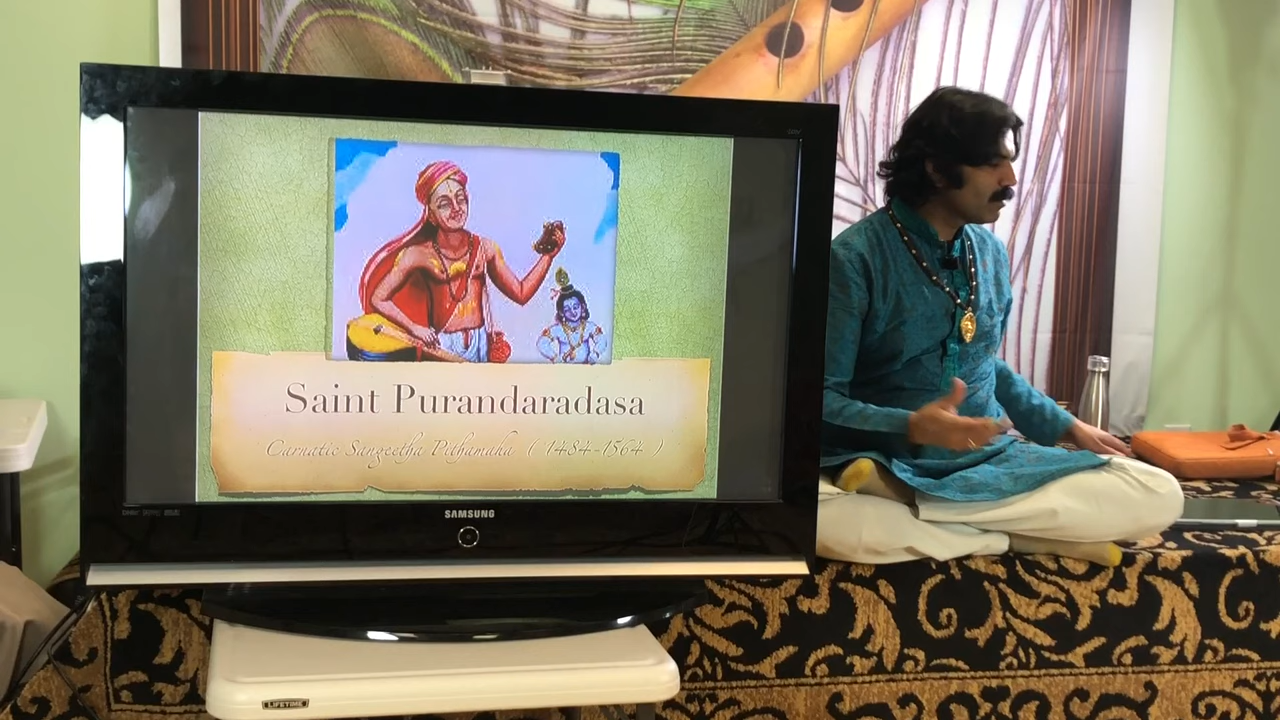 Saint Purandaradasa
Carnatic Sangeetha Pithamaha ( 1484-1564 )
SAMSUNG
LIFETIME